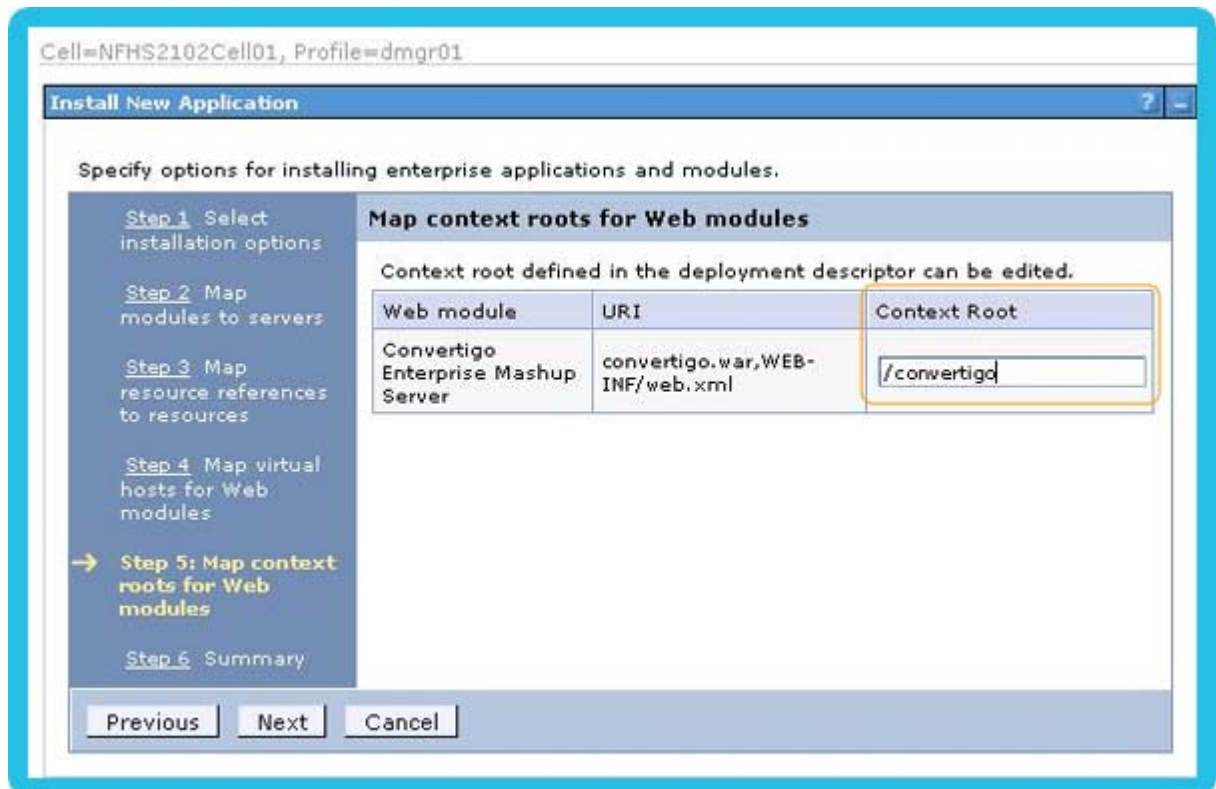 Cell=NFHS2102Cell01, Profile=dmgr01
Install New Application
? -
Specify options for installing enterprise applications and modules.
Step 1 Select
installation options
Step 2 Map
modules to servers
Step 3 Map
resource references
to resources
Step 4 Map virtual
hosts for Web
modules
Step 5: Map context
roots for Web
modules
Step 6 Summary
Map context roots for Web modules
Context root defined in the deployment descriptor can be edited.
Web module URI Context Root
Convertigo
Enterprise Mashup
Server
convertigo.war,WEB-
INF/web.xml
/convertigo
Previous Next Cancel